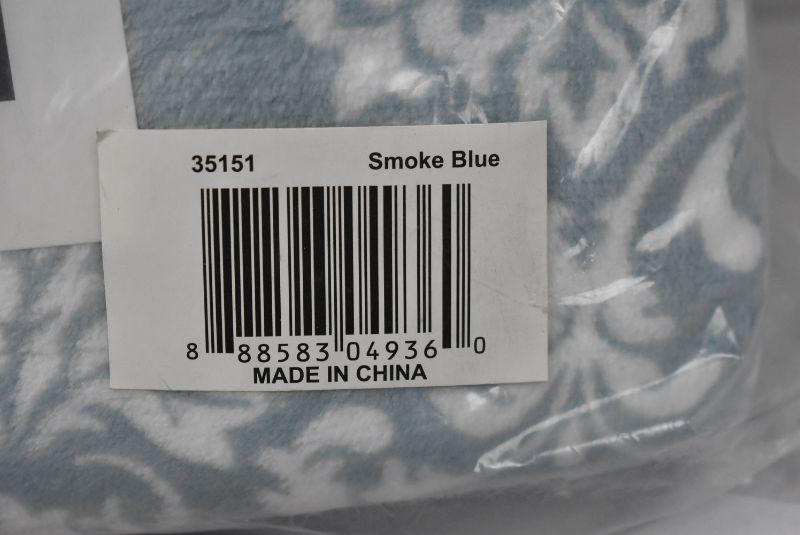 35151 Smoke Blue
8 88583 04936 0
MADE IN CHINA